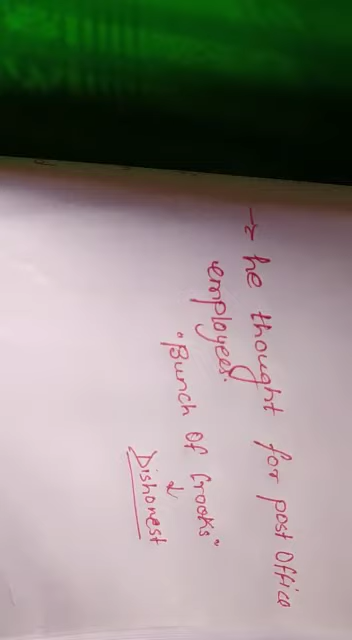 → he thought for post Office
employees.
"Bunch Of Crooks"
↓
Dishonest